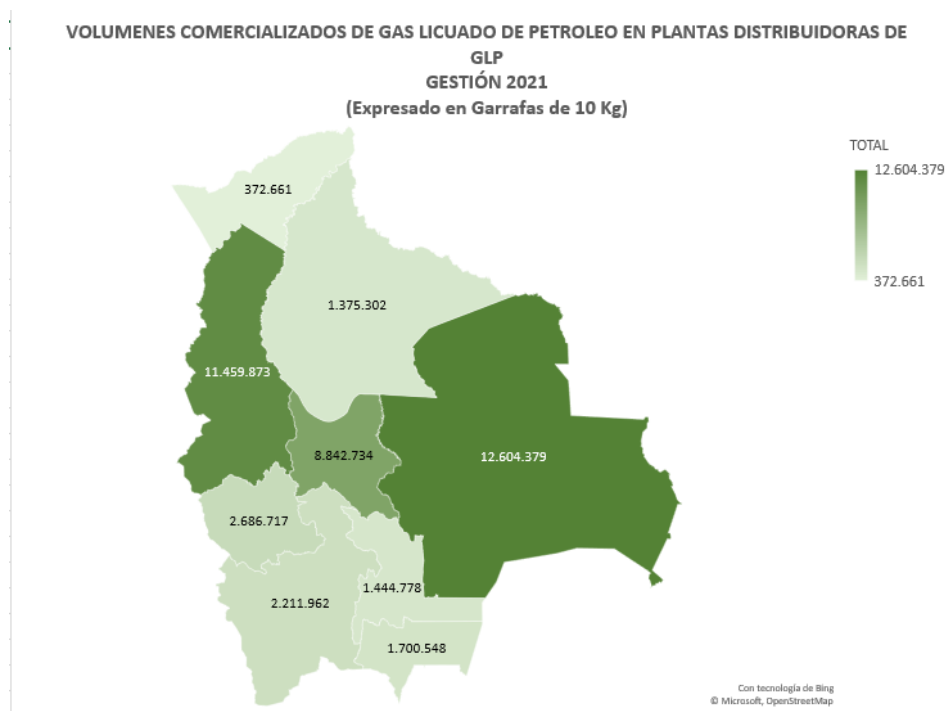 VOLUMENES COMERCIALIZADOS DE GAS LICUADO DE PETROLEO EN PLANTAS DISTRIBUIDORAS DE
GLP
GESTIÓN 2021
(Expresado en Garrafas de 10 Kg)
TOTAL
12.604.379
372.661
372.661
1.375.302
11.459.873
8.842.734
12.604.379
2.686.717
1.444.778
2.211.962
1.700.548
Con tecnología de Bing
© Microsoft, OpenStreetMap